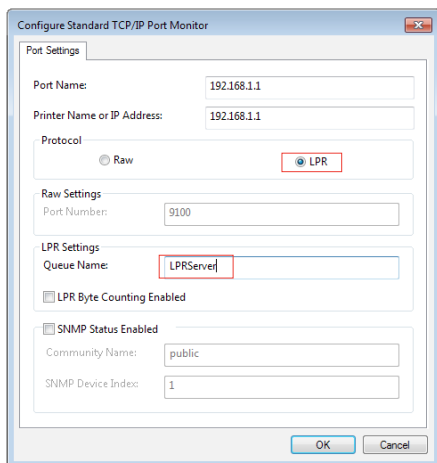 Configure Standard TCP/IP Port Monitor
Port Settings
Port Name: 192.168.1.1
Printer Name or IP Address: 192.168.1.1
Protocol
Raw LPR
Raw Settings
Port Number: 9100
LPR Settings
Queue Name: LPRServer
LPR Byte Counting Enabled
SNMP Status Enabled
Community Name: public
SNMP Device Index: 1
OK Cancel